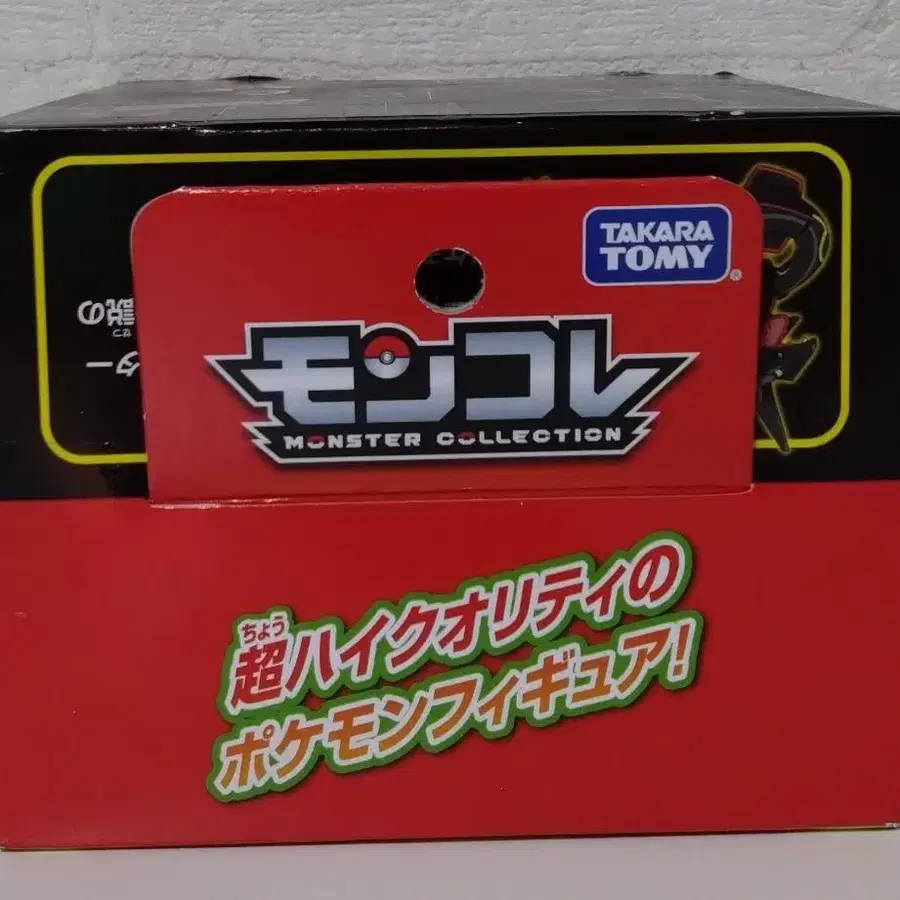 TAKARA
TOMY
モンコレ
MONSTER COLLECTION
ちょう
超ハイクオリティの
ポケモンフィギュア!